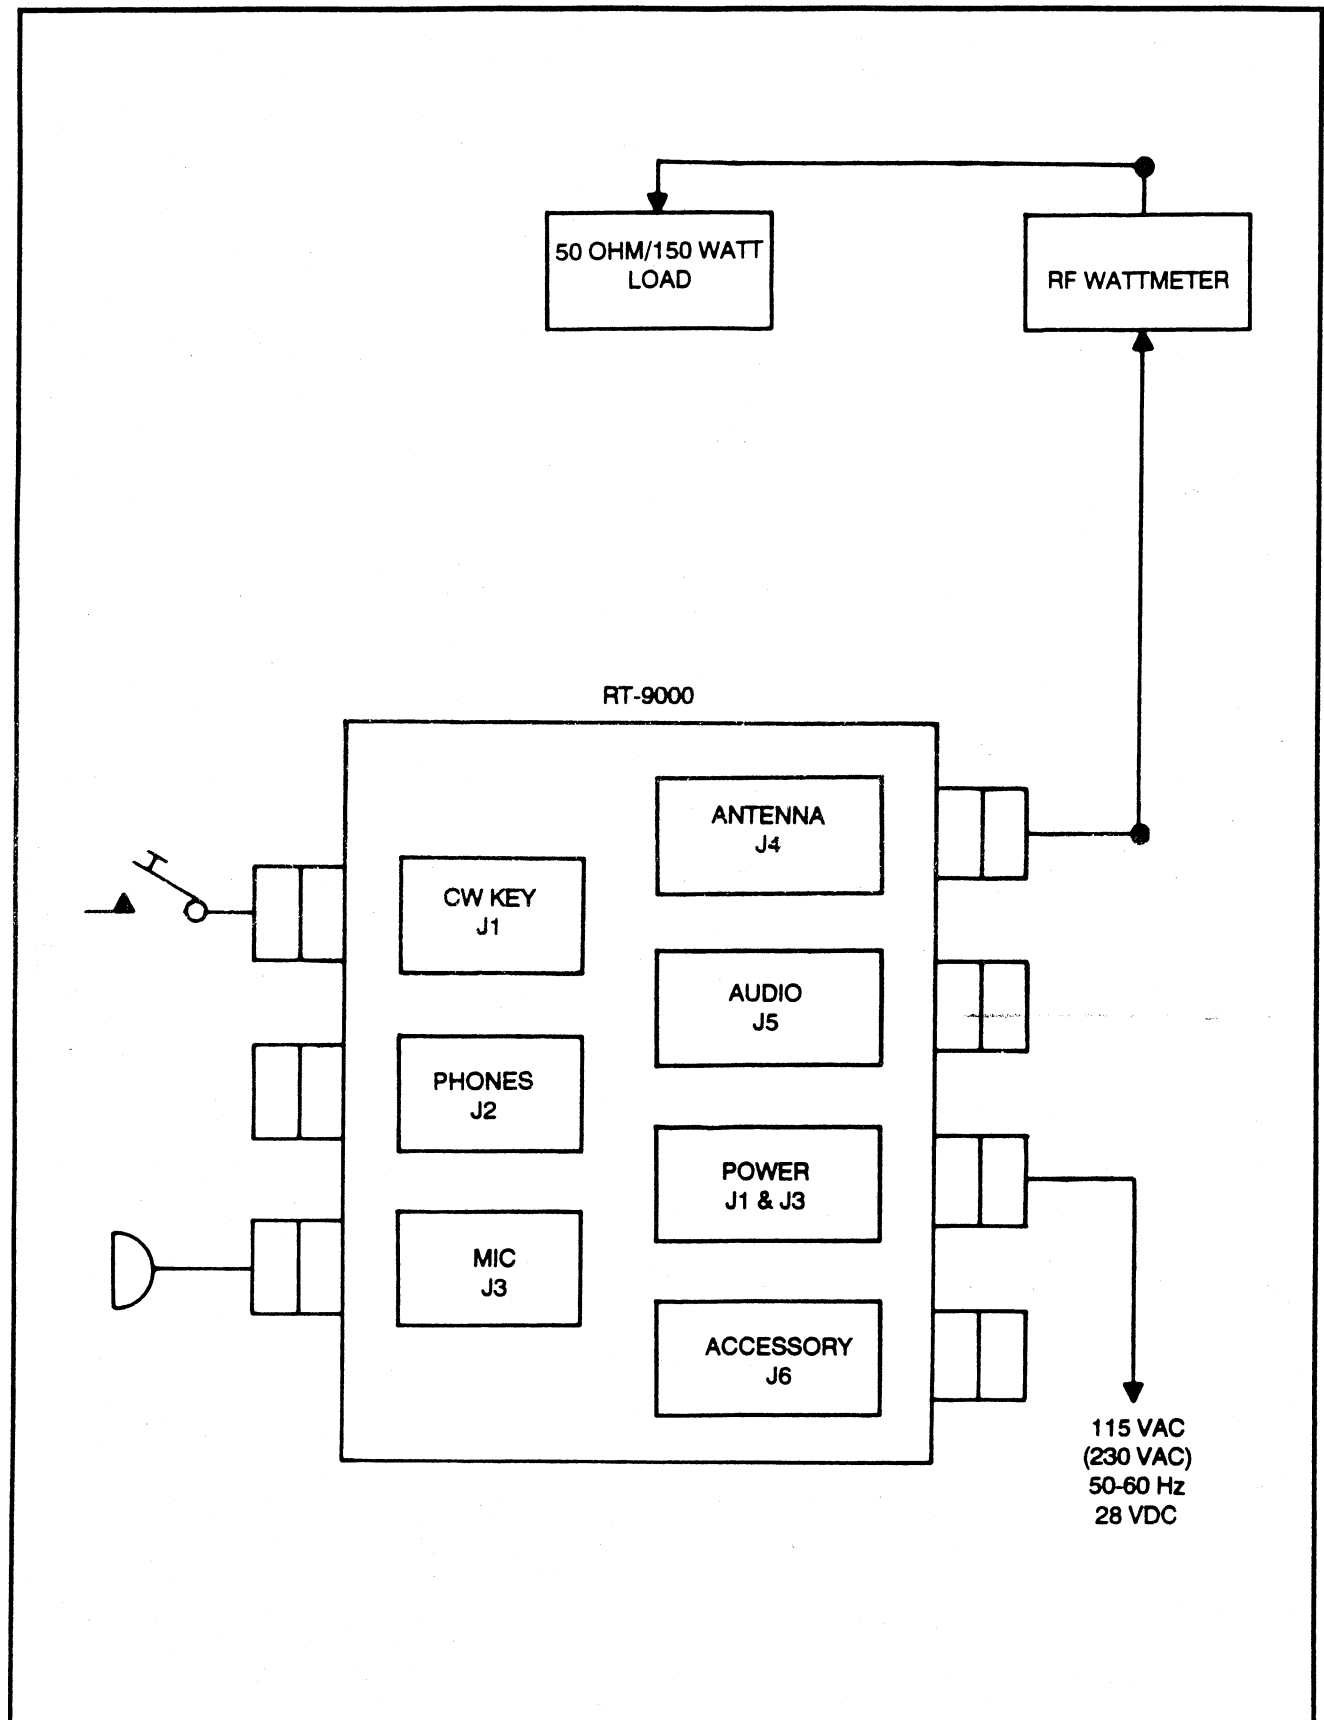 50 OHM/150 WATT
LOAD
RF WATTMETER
RT-9000
ANTENNA
J4
CW KEY
J1
AUDIO
J5
PHONES
J2
POWER
J1 & J3
MIC
J3
ACCESSORY
J6
115 VAC
(230 VAC)
50-60 Hz
28 VDC